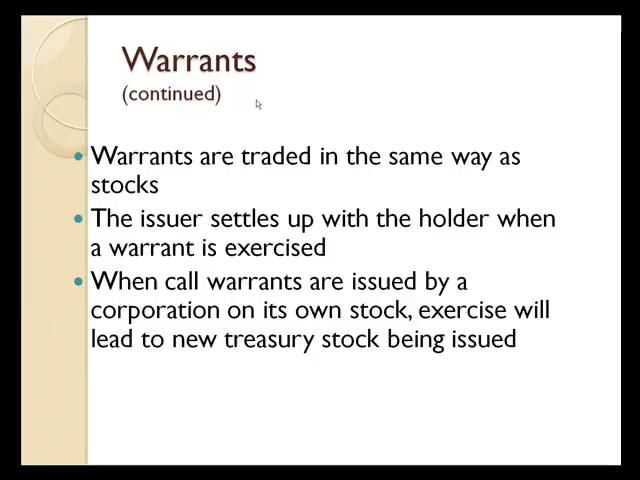 Warrants
(continued)
• Warrants are traded in the same way as
stocks
• The issuer settles up with the holder when
a warrant is exercised
• When call warrants are issued by a
corporation on its own stock, exercise will
lead to new treasury stock being issued